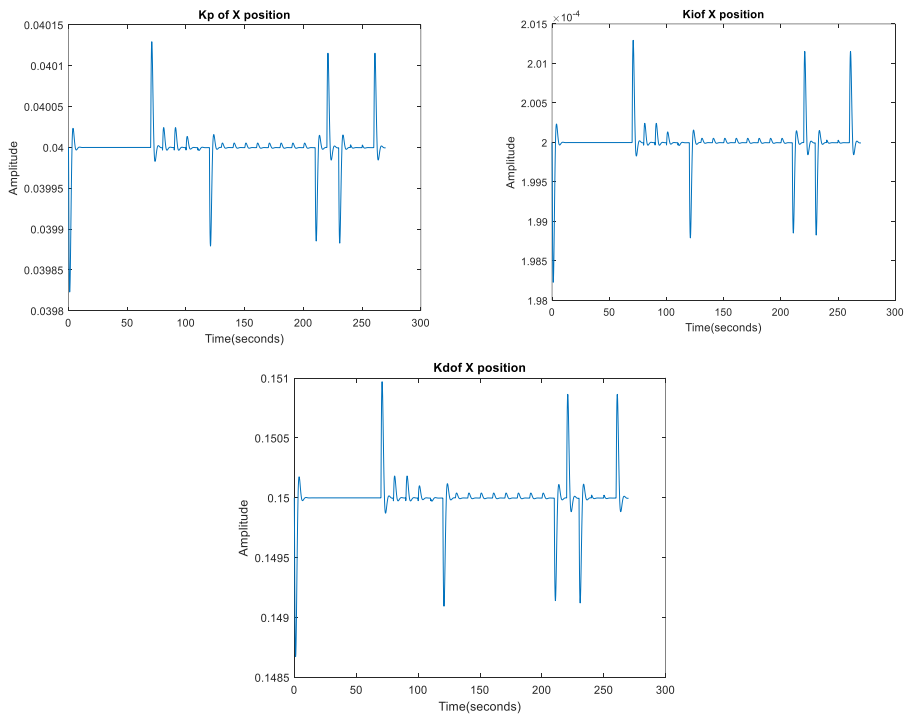 Kp of X position
0.04015
0.0401
0.04005
0.04
0.03995
0.0399
0.03985
0.0398
Amplitude
0 50 100 150 200 250 300
Time(seconds)
Kiof X position
×10⁻⁴
2.015
2.01
2.005
2
1.995
1.99
1.985
1.98
Amplitude
0 50 100 150 200 250 300
Time(seconds)
Kdof X position
0.151
0.1505
0.15
0.1495
0.149
0.1485
Amplitude
0 50 100 150 200 250 300
Time(seconds)